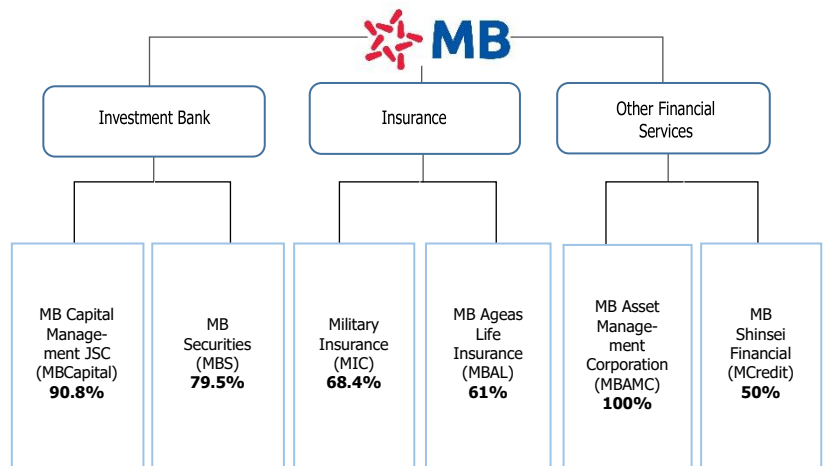 MB
Investment Bank
Insurance
Other Financial
Services
MB Capital
Manage-
ment JSC
(MBCapital)
90.8%
MB
Securities
(MBS)
79.5%
Military
Insurance
(MIC)
68.4%
MB Ageas
Life
Insurance
(MBAL)
61%
MB Asset
Manage-
ment
Corporation
(MBAMC)
100%
MB
Shinsei
Financial
(MCredit)
50%